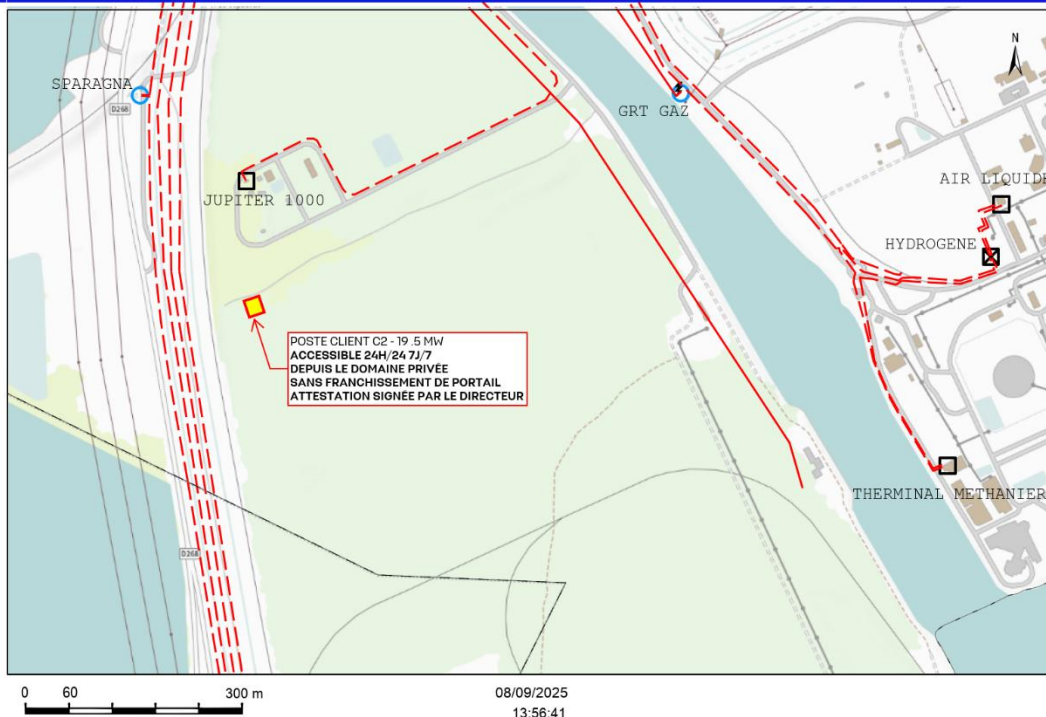 N
SPARAGNA
D268
GRT GAZ
JUPITER 1000
AIR LIQUIDE
HYDROGENE
POSTE CLIENT C2 - 19 .5 MW
ACCESSIBLE 24H/24 7J/7
DEPUIS LE DOMAINE PRIVÉE
SANS FRANCHISSEMENT DE PORTAIL
ATTESTATION SIGNÉE PAR LE DIRECTEUR
THERMINAL METHANIER
D268
0 60 300 m
08/09/2025
13:56:41